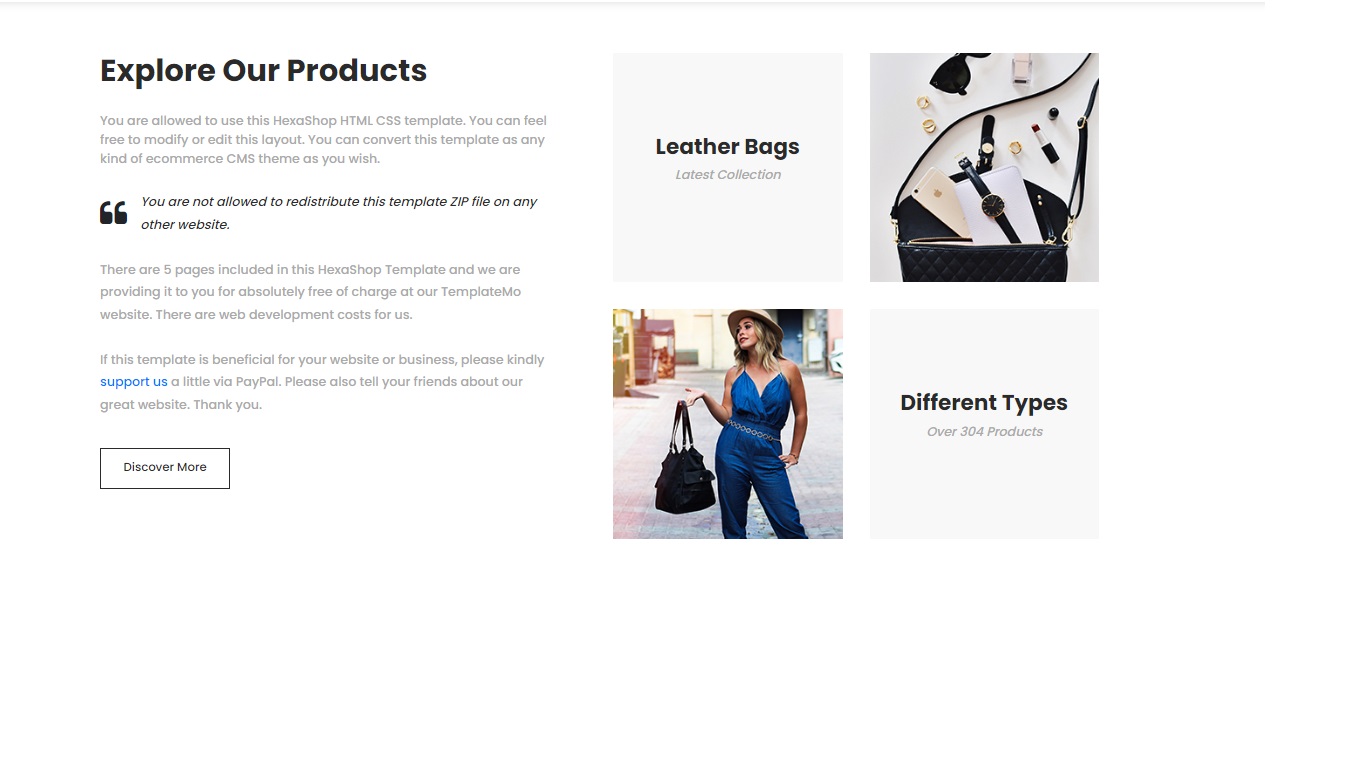 Explore Our Products
You are allowed to use this HexaShop HTML CSS template. You can feel
free to modify or edit this layout. You can convert this template as any
kind of ecommerce CMS theme as you wish.
You are not allowed to redistribute this template ZIP file on any
other website.
There are 5 pages included in this HexaShop Template and we are
providing it to you for absolutely free of charge at our TemplateMo
website. There are web development costs for us.
If this template is beneficial for your website or business, please kindly
support us a little via PayPal. Please also tell your friends about our
great website. Thank you.
Discover More
Leather Bags
Latest Collection
Different Types
Over 304 Products